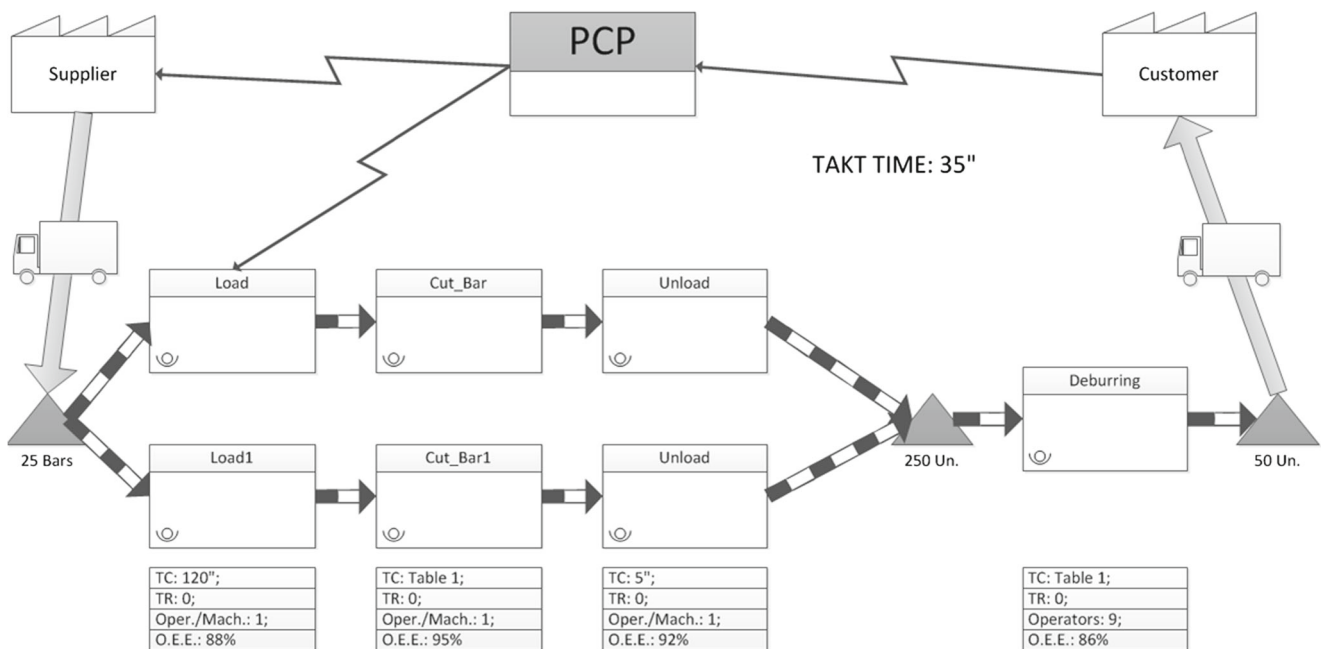 PCP
Supplier
Customer
TAKT TIME: 35"
Load
Cut_Bar
Unload
Deburring
25 Bars
Load1
Cut_Bar1
Unload
250 Un.
50 Un.
TC: 120";
TR: 0;
Oper./Mach.: 1;
O.E.E.: 88%
TC: Table 1;
TR: 0;
Oper./Mach.: 1;
O.E.E.: 95%
TC: 5";
TR: 0;
Oper./Mach.: 1;
O.E.E.: 92%
TC: Table 1;
TR: 0;
Operators: 9;
O.E.E.: 86%